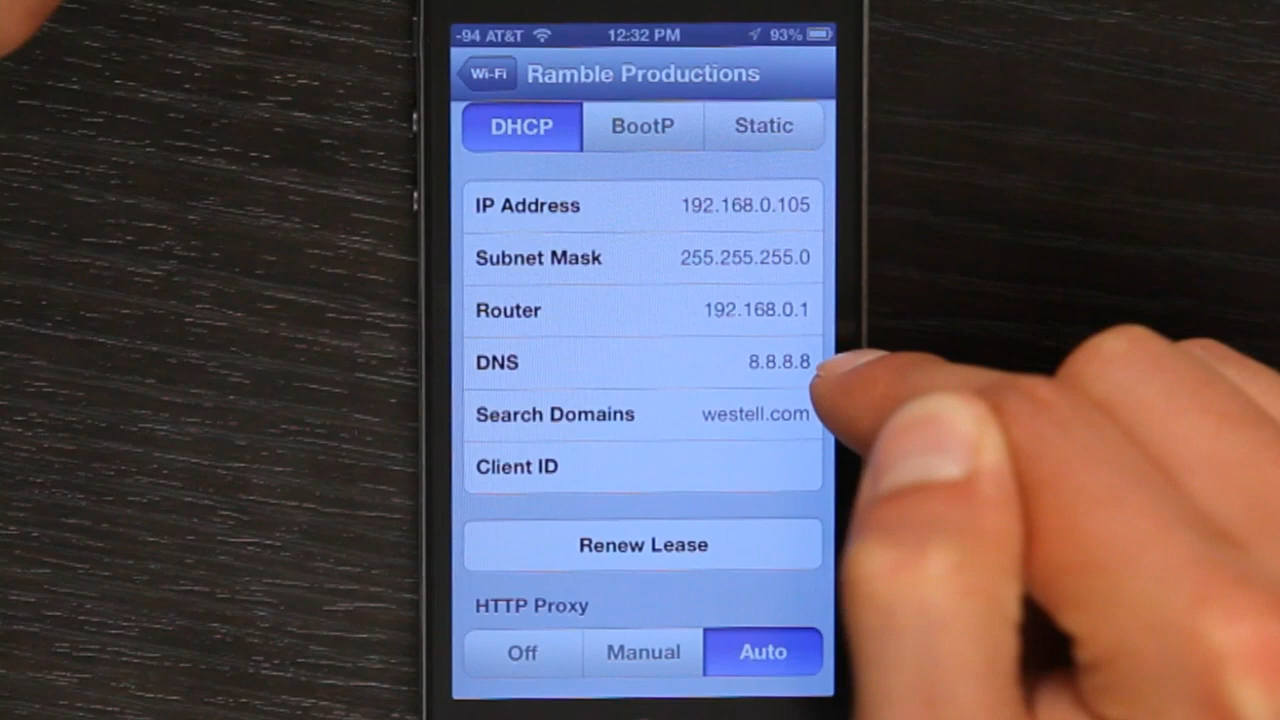 -94 AT&T 12:32 PM 93%
Wi-Fi Ramble Productions
DHCP BootP Static
IP Address 192.168.0.105
Subnet Mask 255.255.255.0
Router 192.168.0.1
DNS 8.8.8.8
Search Domains westell.com
Client ID
Renew Lease
HTTP Proxy
Off Manual Auto